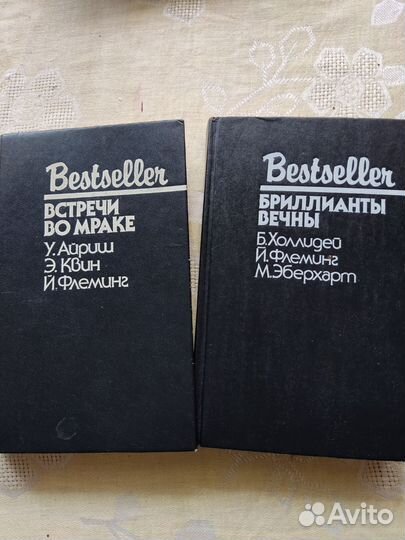 Bestseller
ВСТРЕЧИ
ВО МРАКЕ
У. Айриш
Э. Квин
Й. Флеминг
Bestseller
БРИЛЛИАНТЫ
ВЕЧНЫ
Б. Холлидей
Й. Флеминг
М. Эберхарт
Avito